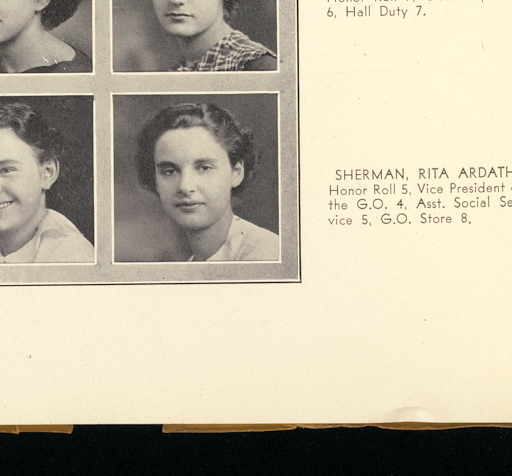 6, Hall Duty 7.
SHERMAN, RITA ARDATH
Honor Roll 5, Vice President
the G.O. 4, Asst. Social Se
vice 5, G.O. Store 8.